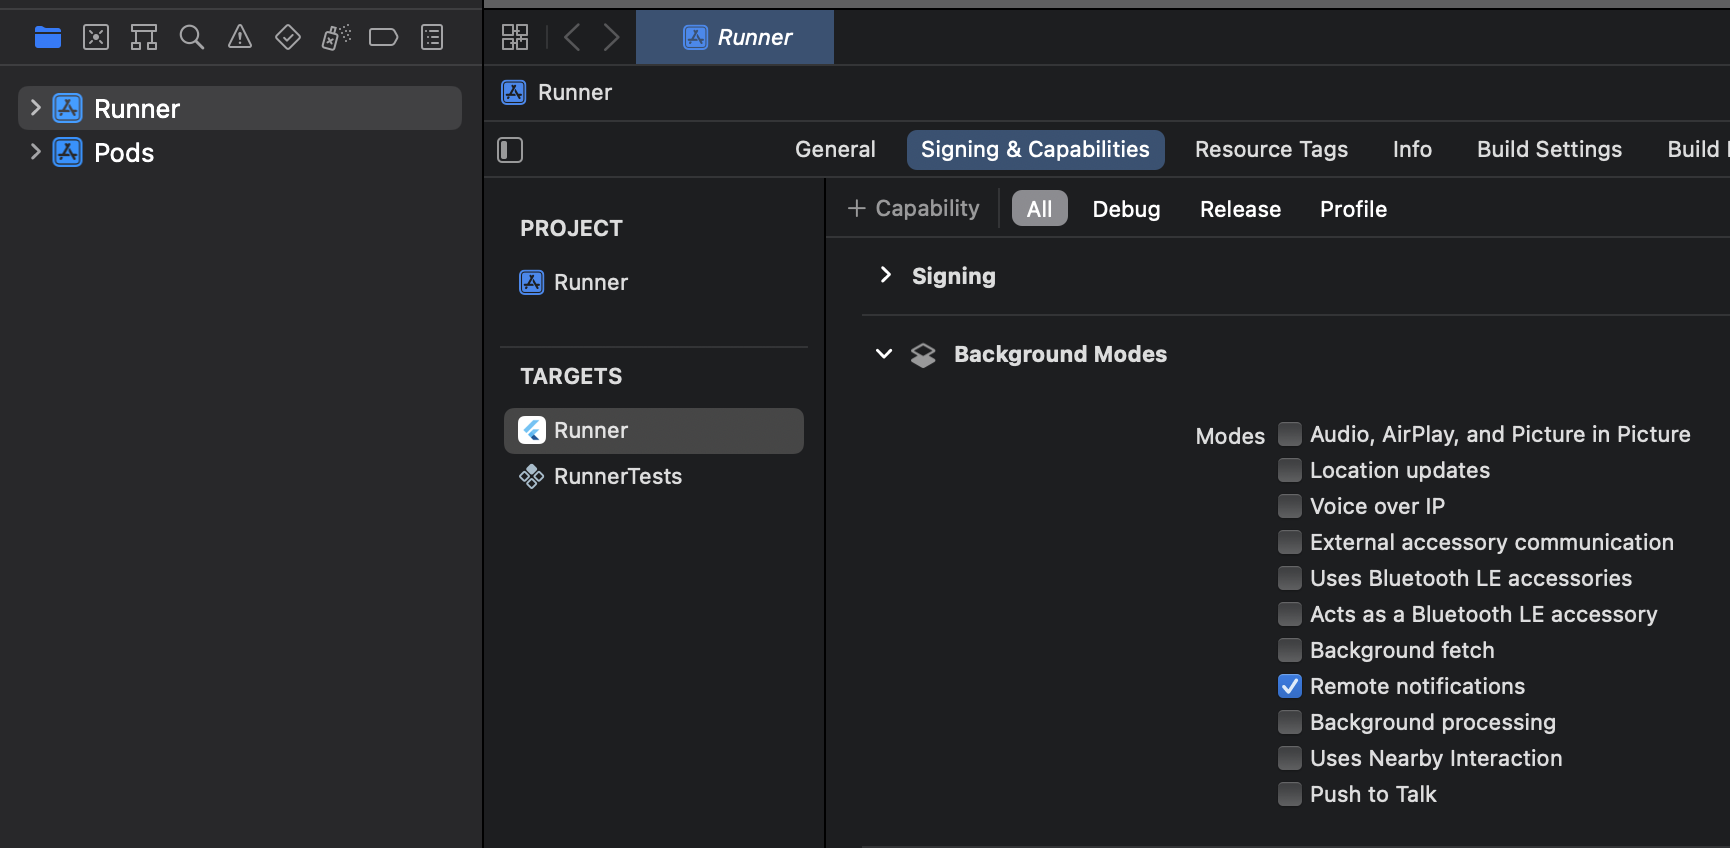 Runner
Pods
Runner
Runner
General Signing & Capabilities Resource Tags Info Build Settings Build
PROJECT
Runner
TARGETS
Runner
RunnerTests
+ Capability All Debug Release Profile
Signing
Background Modes
Modes Audio, AirPlay, and Picture in Picture
Location updates
Voice over IP
External accessory communication
Uses Bluetooth LE accessories
Acts as a Bluetooth LE accessory
Background fetch
Remote notifications
Background processing
Uses Nearby Interaction
Push to Talk